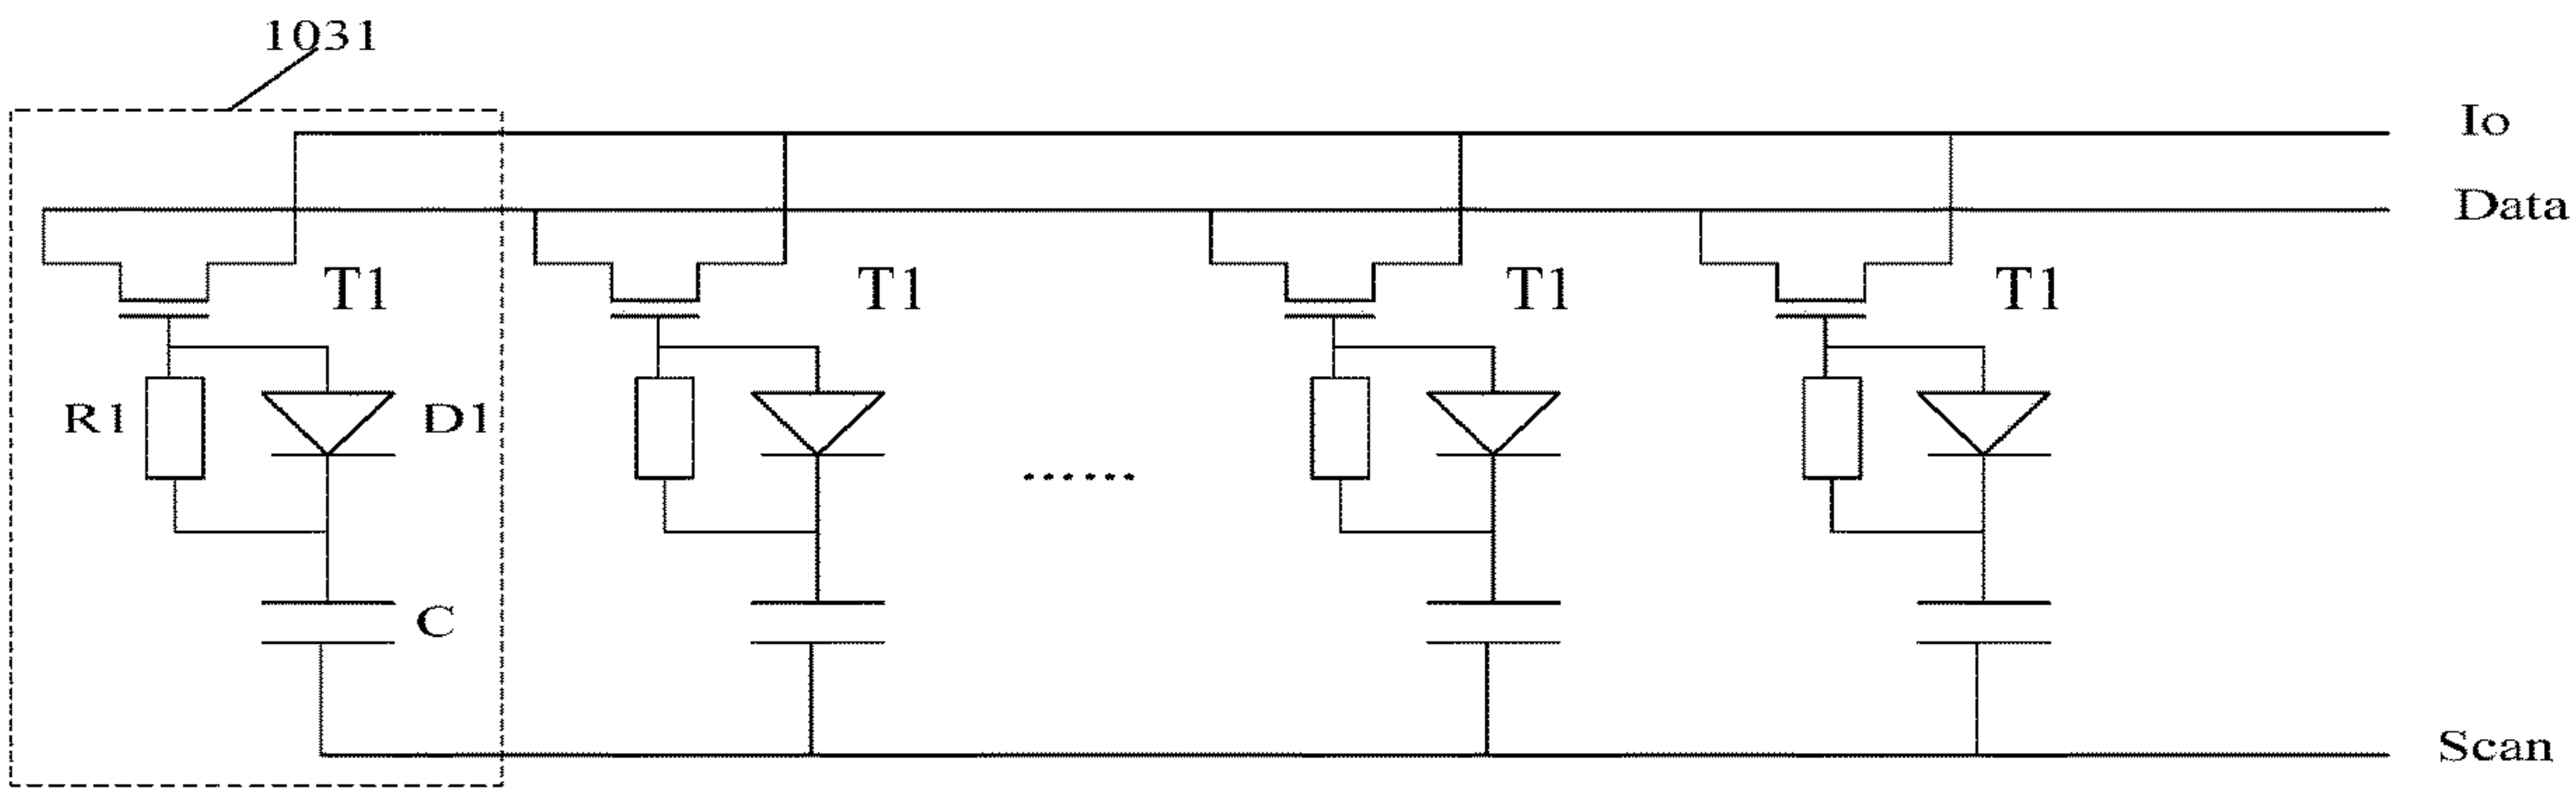 1031
Io
Data
T1 T1 T1 T1
R1 D1
......
C
Scan